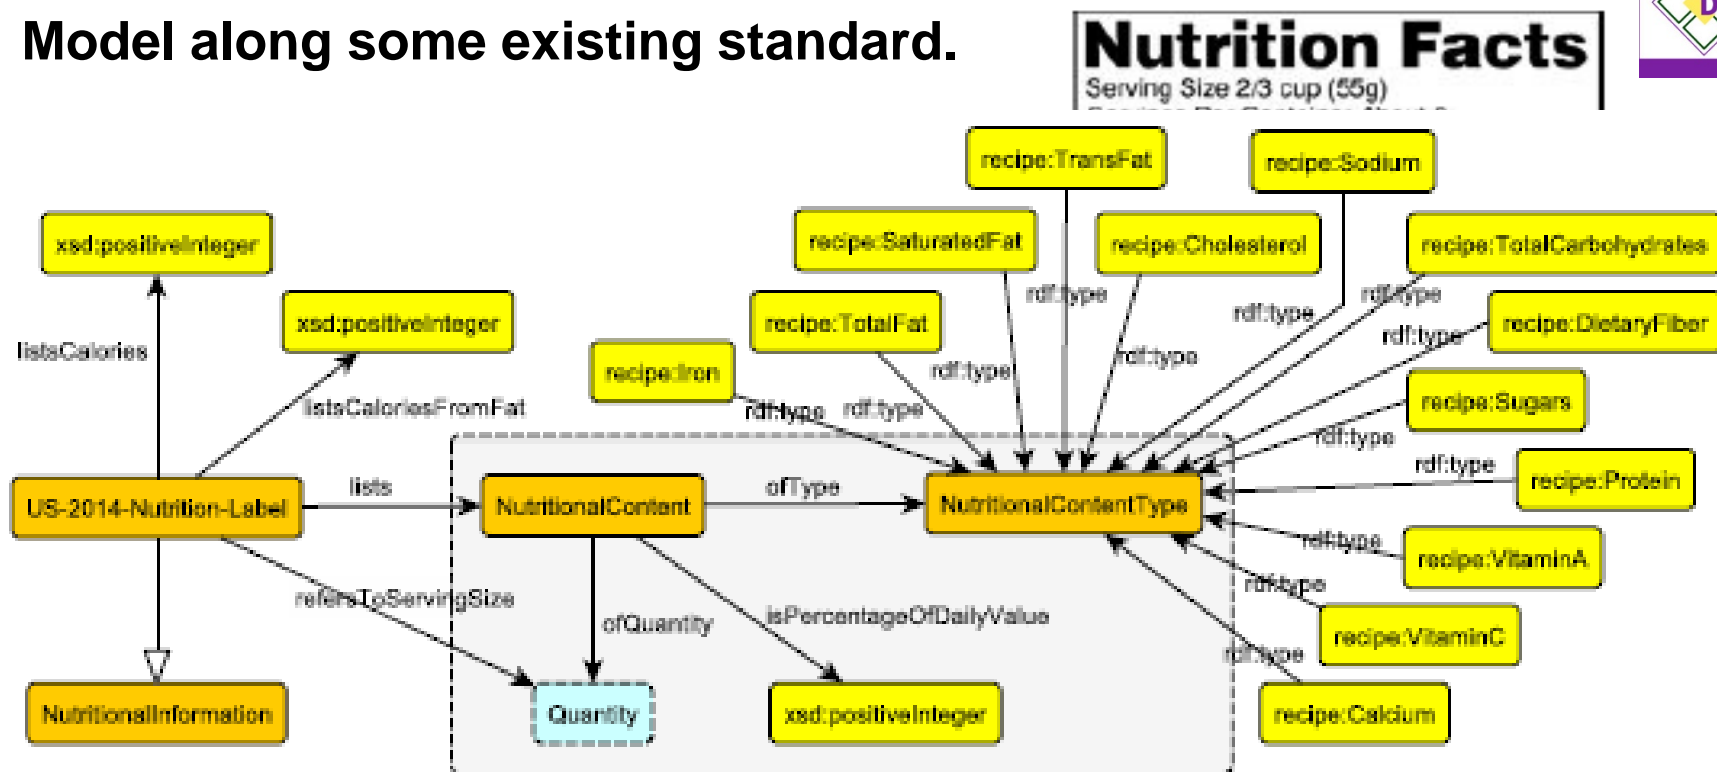 Model along some existing standard.
Nutrition Facts
Serving Size 2/3 cup (55g)
D
recipe:TransFat
recipe:Sodium
xsd:positiveInteger
recipe:SaturatedFat
recipe:Cholesterol
recipe:TotalCarbohydrates
rdf:type
rdf:type
rdf:type
xsd:positiveInteger
recipe:TotalFat
recipe:DietaryFiber
rdf:type
listsCalories
rdf:type
rdf:type
recipe:Iron
recipe:Sugars
listsCaloriesFromFat
rdf:type
rdf:type
rdf:type
rdf:type
recipe:Protein
lists
ofType
US-2014-Nutrition-Label
NutritionalContent
NutritionalContentType
rdf:type
recipe:VitaminA
rdf:type
refersToServingSize
ofQuantity
isPercentageOfDailyValue
recipe:VitaminC
rdf:type
NutritionalInformation
Quantity
xsd:positiveInteger
recipe:Calcium